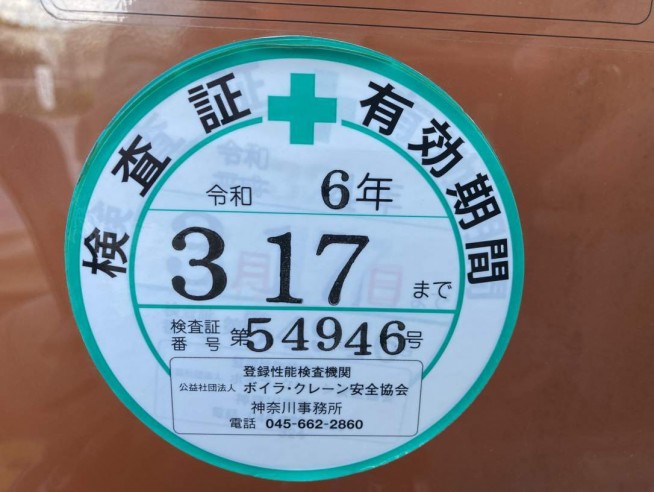 検査証有効期間
令和 6年
3 17 まで
検査証番号 第54946号
登録性能検査機関
公益社団法人 ボイラ・クレーン安全協会
神奈川事務所
電話 045-662-2860